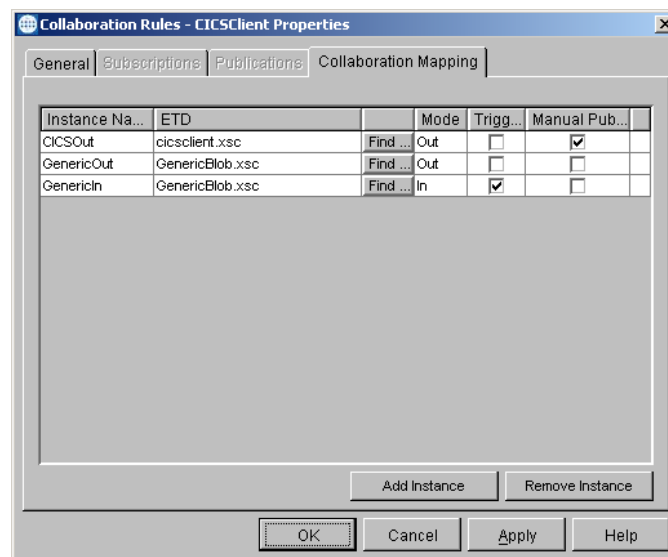 Collaboration Rules - CICSClient Properties
General Subscriptions Publications Collaboration Mapping
Instance Na... ETD Mode Trigg... Manual Pub...
CICSOut cicsclient.xsc Find ... Out
GenericOut GenericBlob.xsc Find ... Out
GenericIn GenericBlob.xsc Find ... In
Add Instance Remove Instance
OK Cancel Apply Help